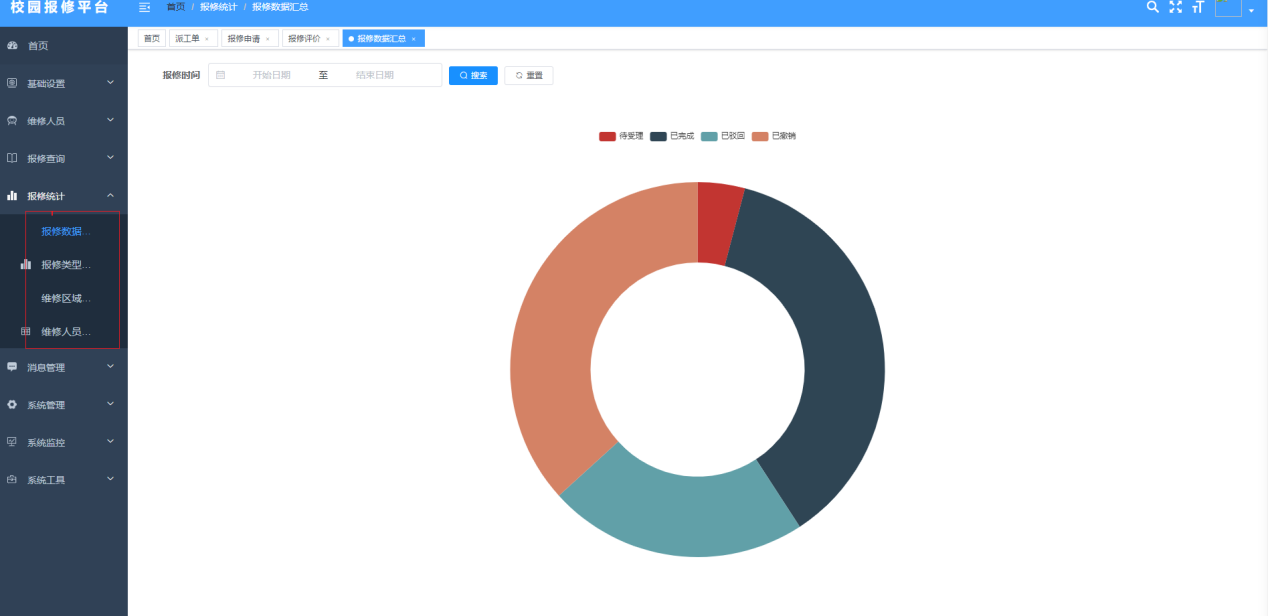 校园报修平台
首页 / 报修统计 / 报修数据汇总
首页
派工单 ×
报修申请 ×
报修评价 ×
报修数据汇总 ×
首页
基础设置
维修人员
报修查询
报修统计
报修数据...
报修类型...
维修区域...
维修人员...
消息管理
系统管理
系统监控
系统工具
报修时间 开始日期 至 结束日期 搜索 重置
待受理 已完成 已驳回 已撤销